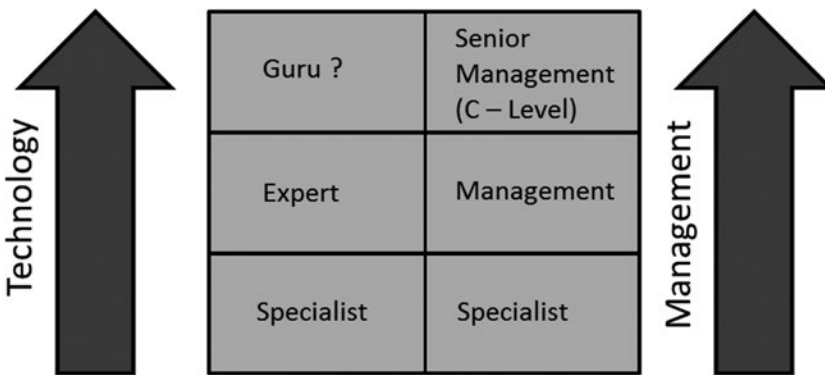 Technology
Guru ?
Senior
Management
(C – Level)
Expert
Management
Specialist
Specialist
Management